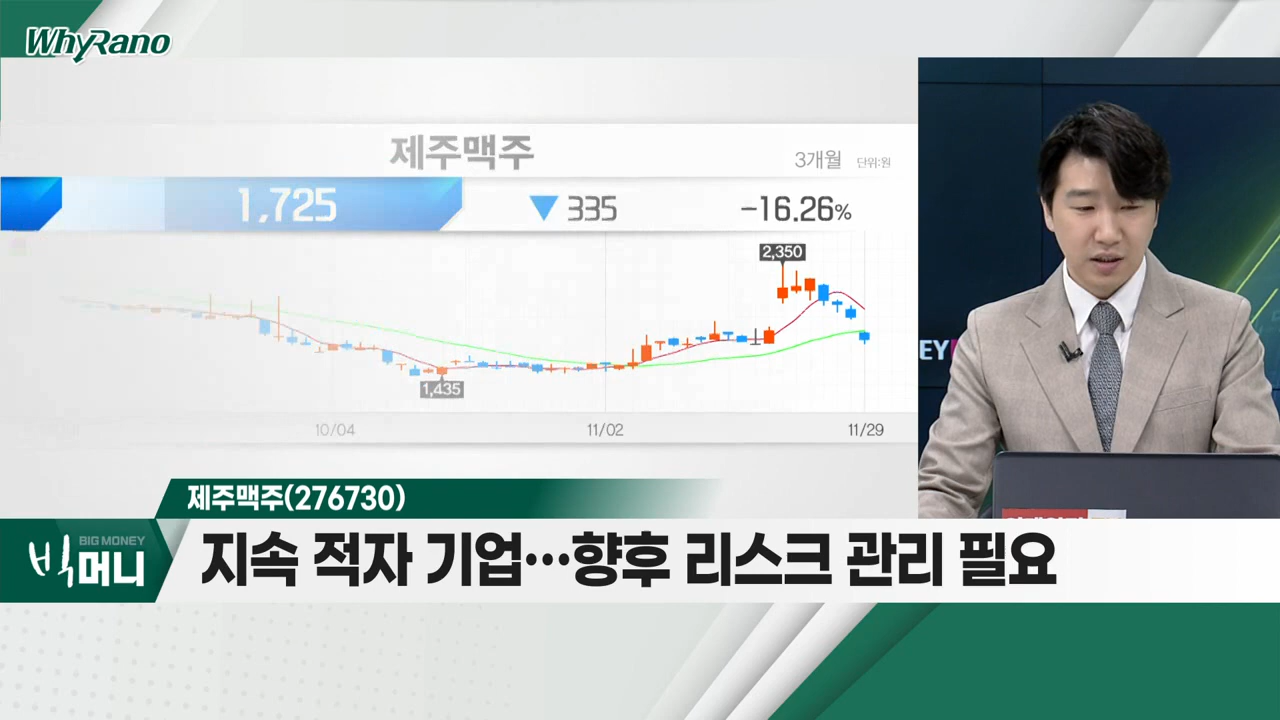 WhyRano
제주맥주
3개월 단위:원
1,725 ▼ 335 -16.26%
2,350
1,435
10/04 11/02 11/29
EY
제주맥주(276730)
BIG MONEY
빅머니
지속 적자 기업…향후 리스크 관리 필요